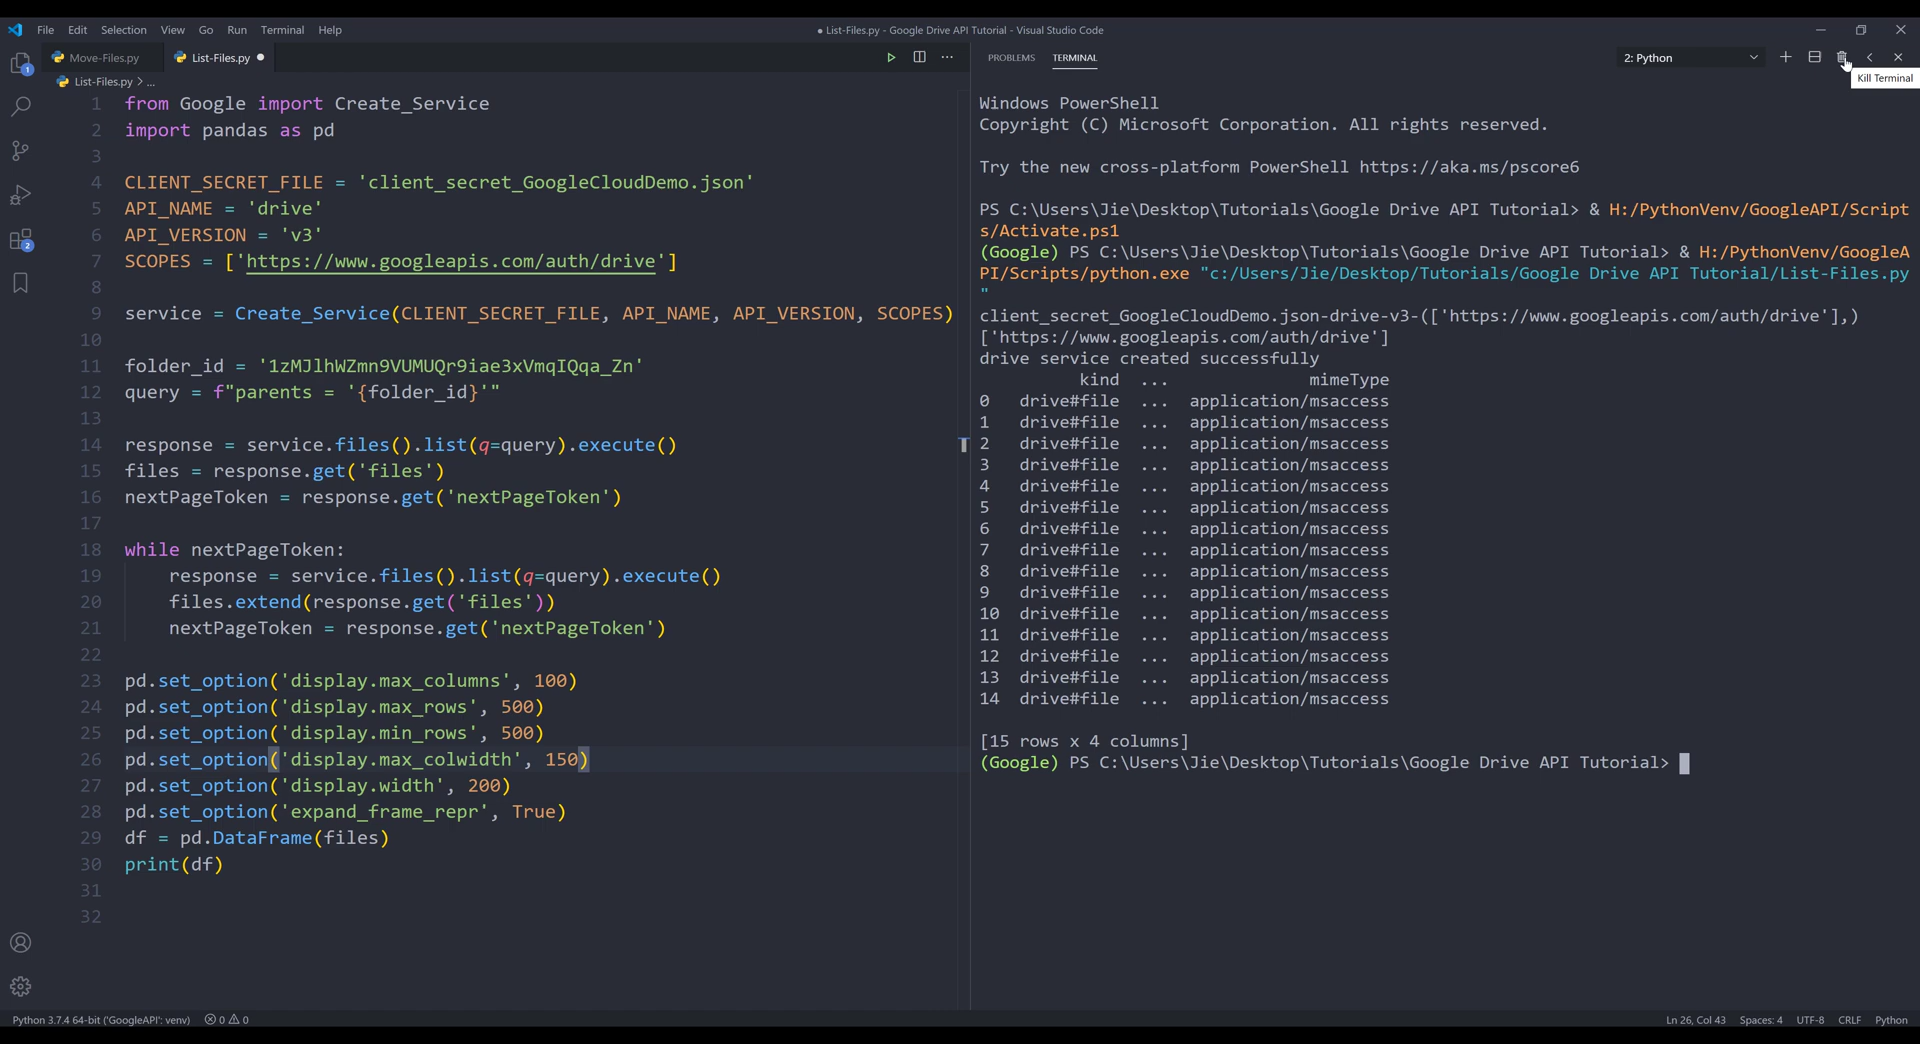 File Edit Selection View Go Run Terminal Help
● List-Files.py - Google Drive API Tutorial - Visual Studio Code
Move-Files.py
List-Files.py
List-Files.py > ...
1 from Google import Create_Service
2 import pandas as pd
3
4 CLIENT_SECRET_FILE = 'client_secret_GoogleCloudDemo.json'
5 API_NAME = 'drive'
6 API_VERSION = 'v3'
7 SCOPES = ['https://www.googleapis.com/auth/drive']
8
9 service = Create_Service(CLIENT_SECRET_FILE, API_NAME, API_VERSION, SCOPES)
10
11 folder_id = '1zMJlhWZmn9VUMUQr9iae3xVmqIQqa_Zn'
12 query = f"parents = '{folder_id}'"
13
14 response = service.files().list(q=query).execute()
15 files = response.get('files')
16 nextPageToken = response.get('nextPageToken')
17
18 while nextPageToken:
19     response = service.files().list(q=query).execute()
20     files.extend(response.get('files'))
21     nextPageToken = response.get('nextPageToken')
22
23 pd.set_option('display.max_columns', 100)
24 pd.set_option('display.max_rows', 500)
25 pd.set_option('display.min_rows', 500)
26 pd.set_option('display.max_colwidth', 150)
27 pd.set_option('display.width', 200)
28 pd.set_option('expand_frame_repr', True)
29 df = pd.DataFrame(files)
30 print(df)
31
32
1
2
PROBLEMS TERMINAL
2: Python
Kill Terminal
Windows PowerShell
Copyright (C) Microsoft Corporation. All rights reserved.
Try the new cross-platform PowerShell https://aka.ms/pscore6
PS C:\Users\Jie\Desktop\Tutorials\Google Drive API Tutorial> & H:/PythonVenv/GoogleAPI/Script
s/Activate.ps1
(Google) PS C:\Users\Jie\Desktop\Tutorials\Google Drive API Tutorial> & H:/PythonVenv/GoogleA
PI/Scripts/python.exe "c:/Users/Jie/Desktop/Tutorials/Google Drive API Tutorial/List-Files.py
"
client_secret_GoogleCloudDemo.json-drive-v3-(['https://www.googleapis.com/auth/drive'],)
['https://www.googleapis.com/auth/drive']
drive service created successfully
kind ... mimeType
0 drive#file ... application/msaccess
1 drive#file ... application/msaccess
2 drive#file ... application/msaccess
3 drive#file ... application/msaccess
4 drive#file ... application/msaccess
5 drive#file ... application/msaccess
6 drive#file ... application/msaccess
7 drive#file ... application/msaccess
8 drive#file ... application/msaccess
9 drive#file ... application/msaccess
10 drive#file ... application/msaccess
11 drive#file ... application/msaccess
12 drive#file ... application/msaccess
13 drive#file ... application/msaccess
14 drive#file ... application/msaccess
[15 rows x 4 columns]
(Google) PS C:\Users\Jie\Desktop\Tutorials\Google Drive API Tutorial>
Python 3.7.4 64-bit ('GoogleAPI': venv) 0 0
Ln 26, Col 43 Spaces: 4 UTF-8 CRLF Python